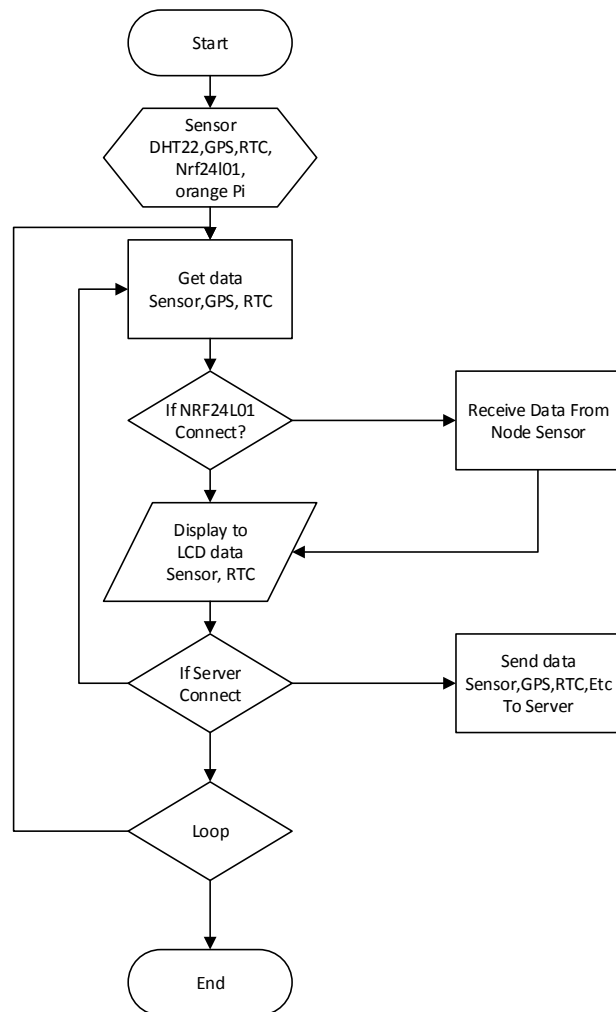 Start
Sensor
DHT22,GPS,RTC,
Nrf24l01,
orange Pi
Get data
Sensor,GPS, RTC
If NRF24L01
Connect?
Receive Data From
Node Sensor
Display to
LCD data
Sensor, RTC
If Server
Connect
Send data
Sensor,GPS,RTC,Etc
To Server
Loop
End